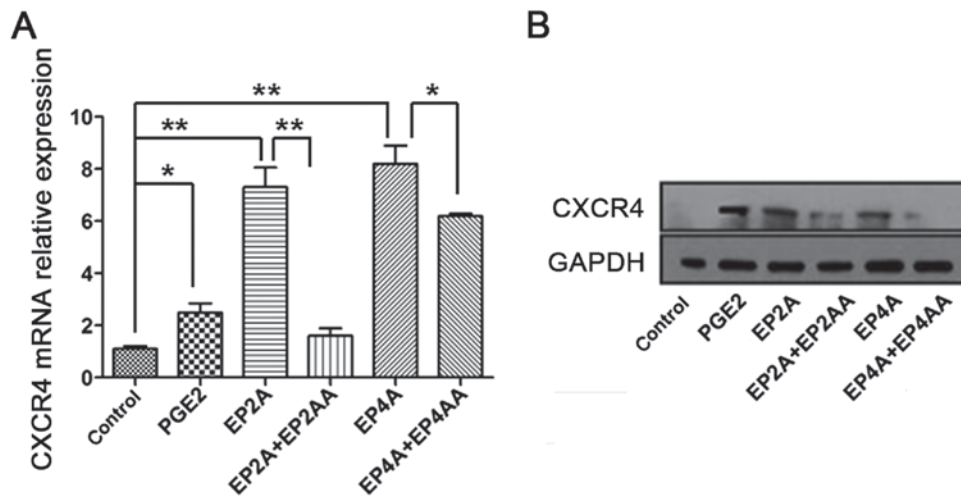 A
CXCR4 mRNA relative expression
10
8
6
4
2
0
**
*
**
**
*
Control
PGE2
EP2A
EP2A+EP2AA
EP4A
EP4A+EP4AA
B
CXCR4
GAPDH
Control
PGE2
EP2A
EP2A+EP2AA
EP4A
EP4A+EP4AA